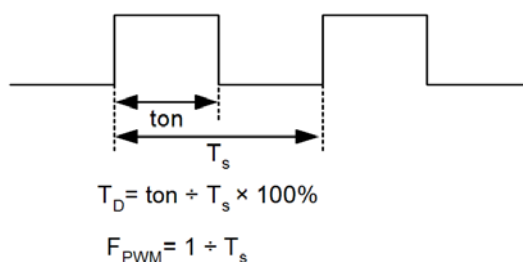 ton
Ts
TD= ton ÷ Ts × 100%
FPWM= 1 ÷ Ts